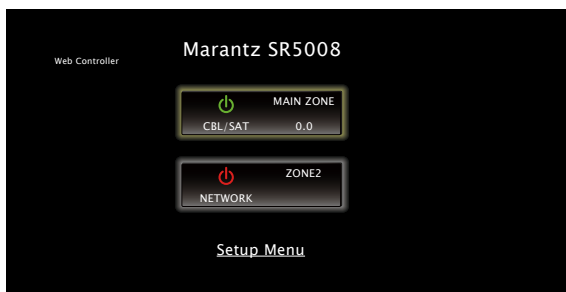 Marantz SR5008
Web Controller
MAIN ZONE
CBL/SAT 0.0
ZONE2
NETWORK
Setup Menu